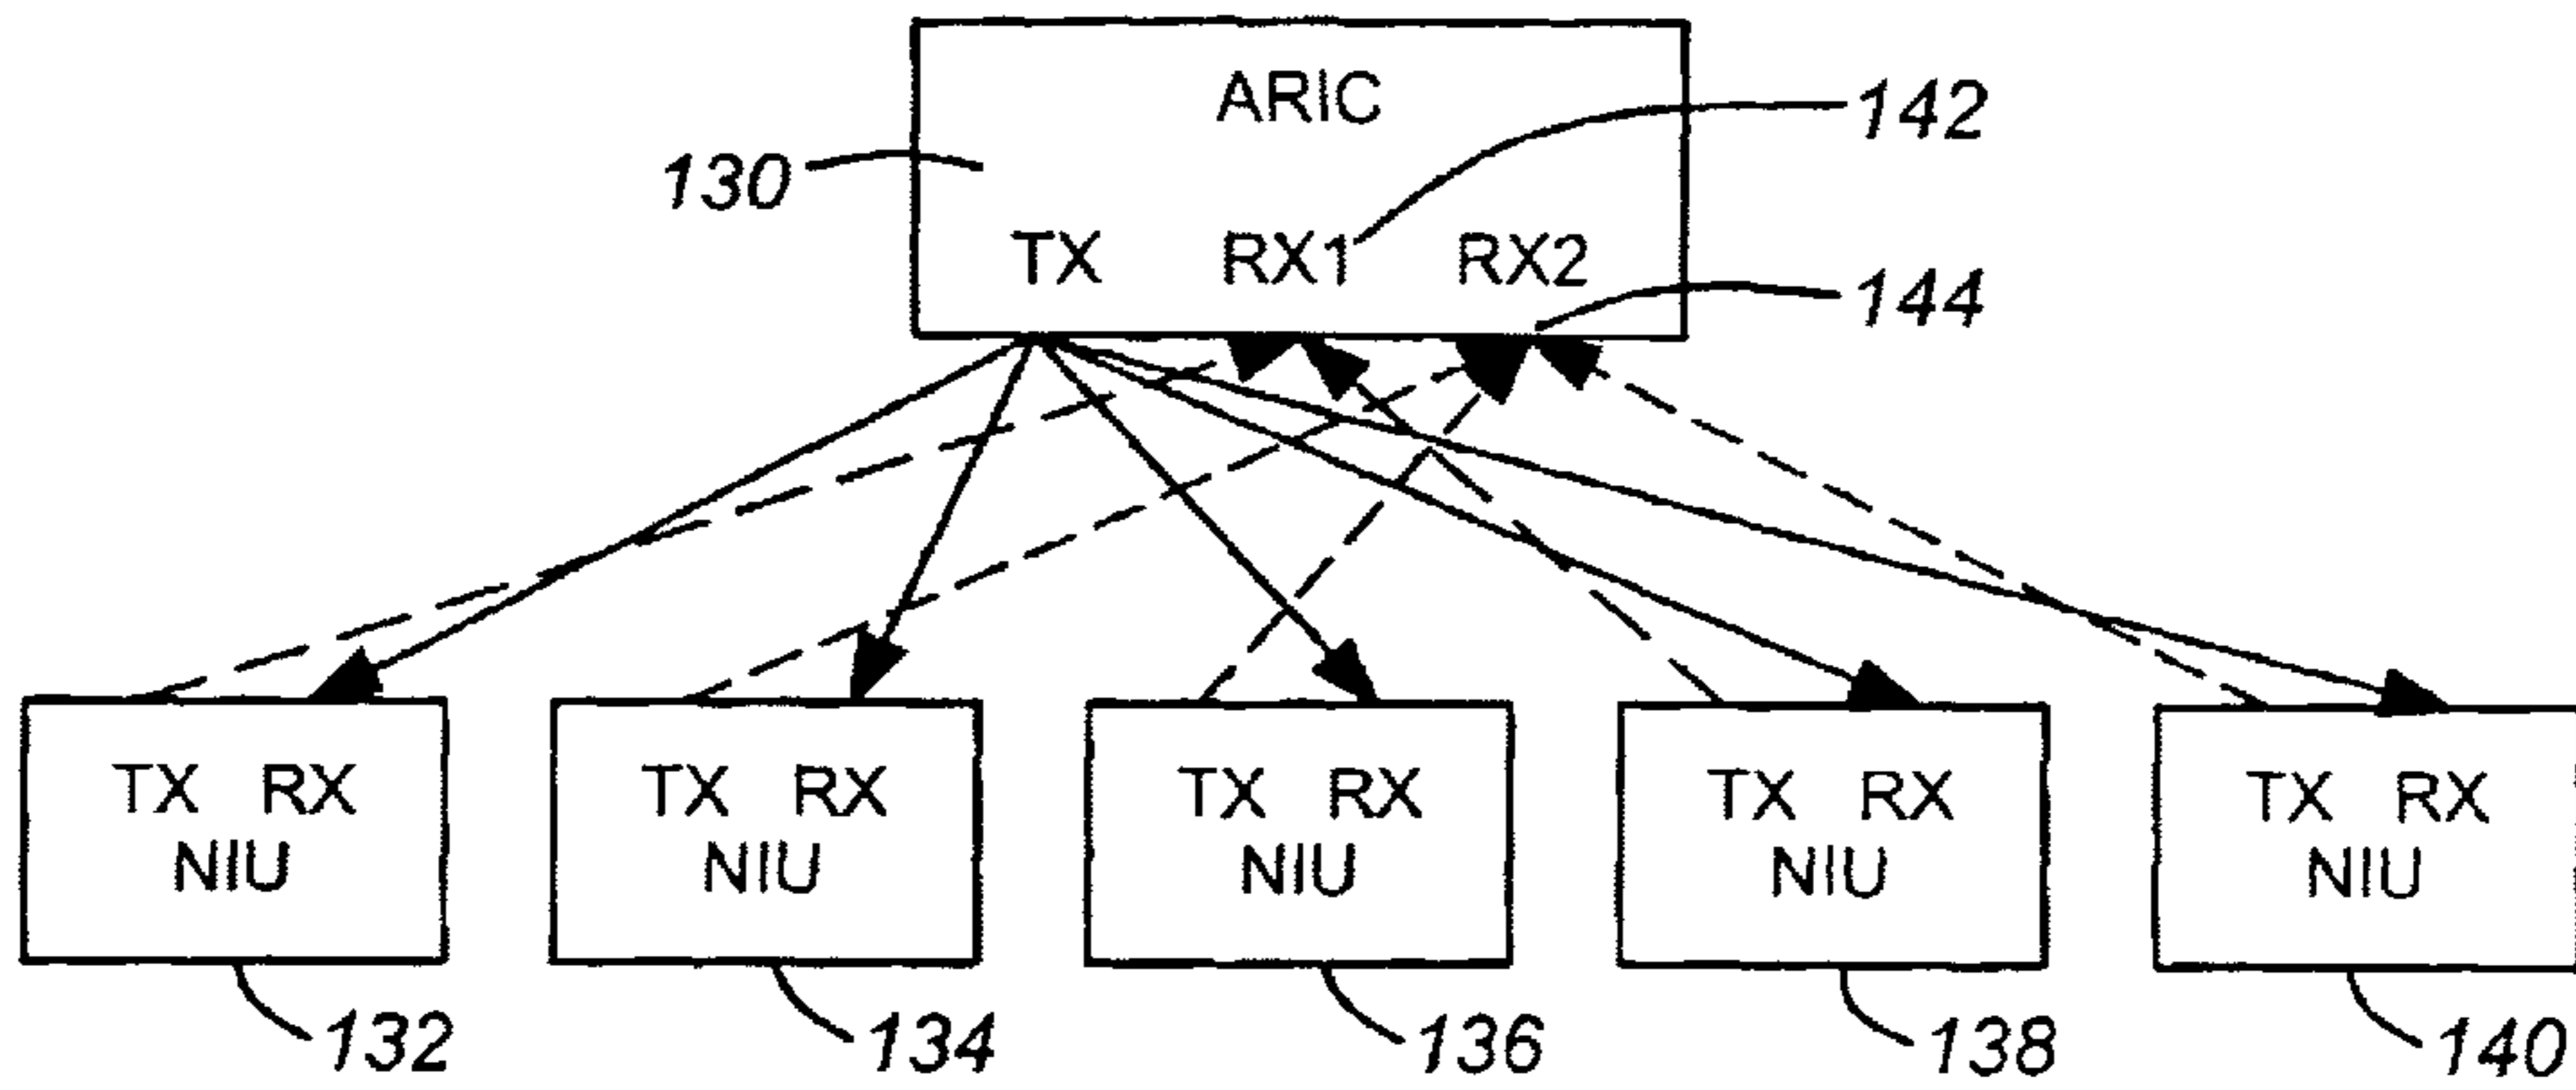 ARIC
142
130
TX RX1 RX2
144
TX RX TX RX TX RX TX RX TX RX
NIU NIU NIU NIU NIU
132 134 136 138 140